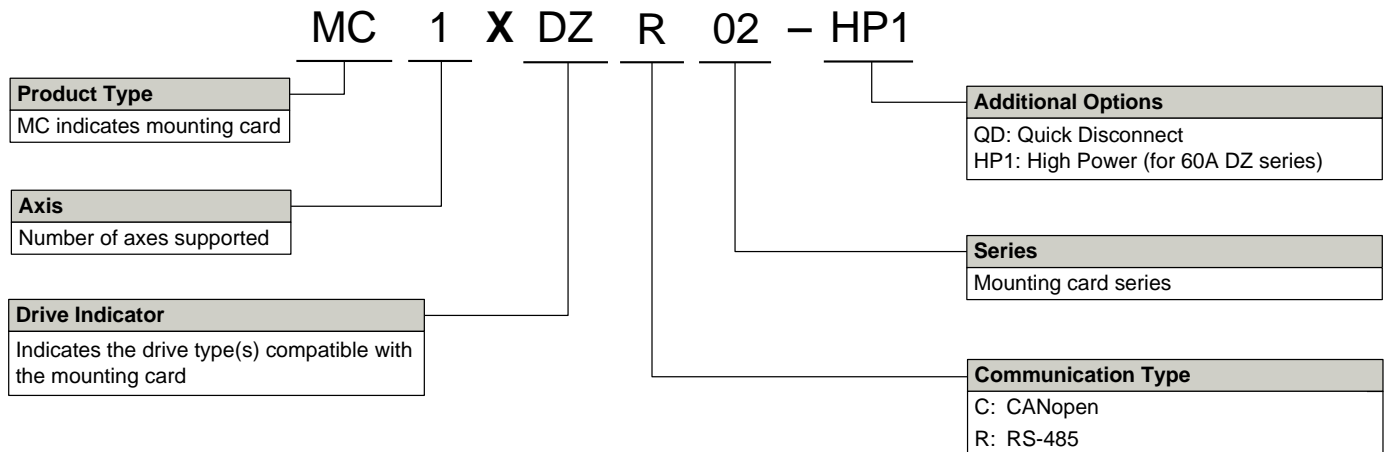 MC 1 X DZ R 02 – HP1
Product Type
MC indicates mounting card
Axis
Number of axes supported
Drive Indicator
Indicates the drive type(s) compatible with
the mounting card
Additional Options
QD: Quick Disconnect
HP1: High Power (for 60A DZ series)
Series
Mounting card series
Communication Type
C: CANopen
R: RS-485